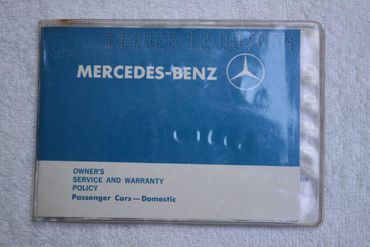 MERCEDES-BENZ
OWNER'S
SERVICE AND WARRANTY
POLICY
Passenger Cars—Domestic